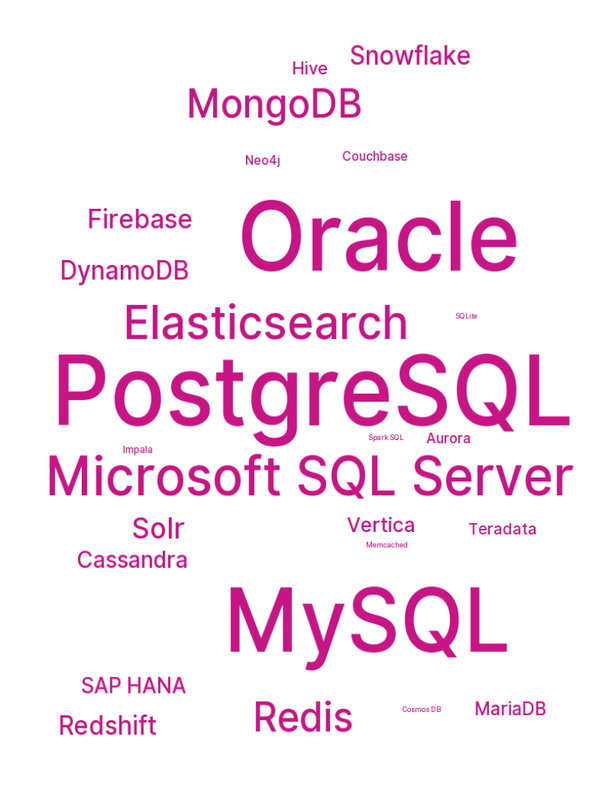 Snowflake
Hive
MongoDB
Neo4j
Couchbase
Firebase
Oracle
DynamoDB
Elasticsearch
SQLite
PostgreSQL
Spark SQL
Aurora
Impala
Microsoft SQL Server
Solr
Vertica
Teradata
Memcached
Cassandra
MySQL
SAP HANA
Redshift
Redis
Cosmos DB
MariaDB